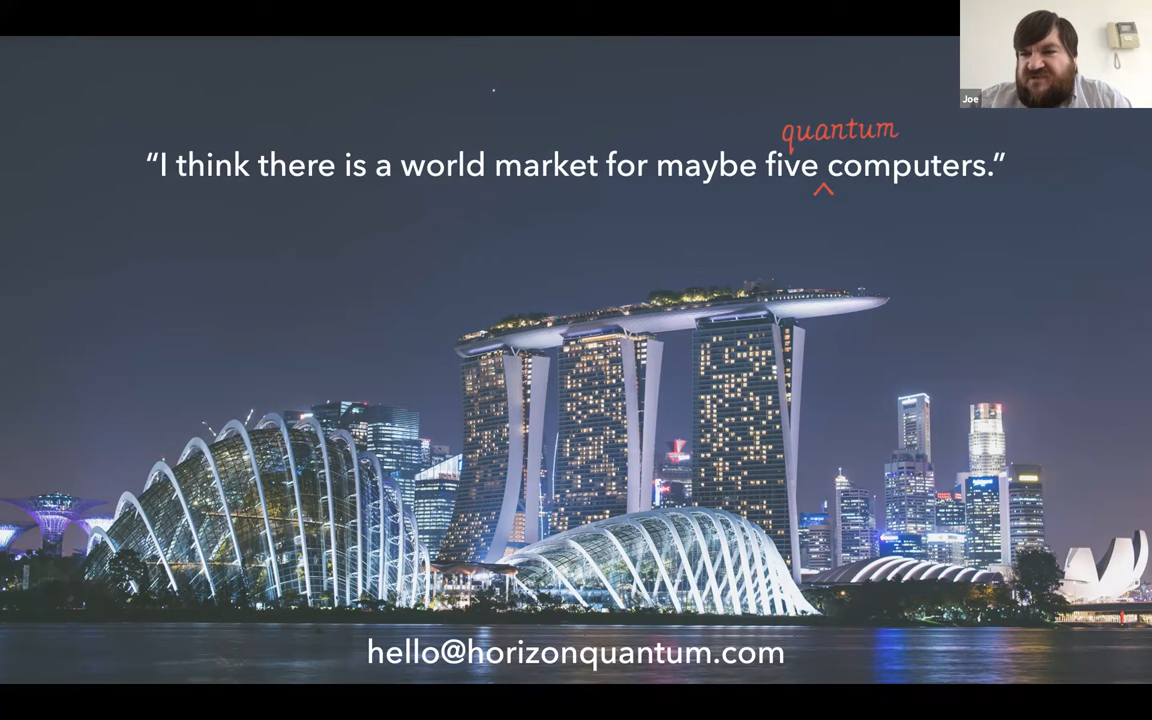 quantum
“I think there is a world market for maybe five computers.”
^
hello@horizonquantum.com
Joe